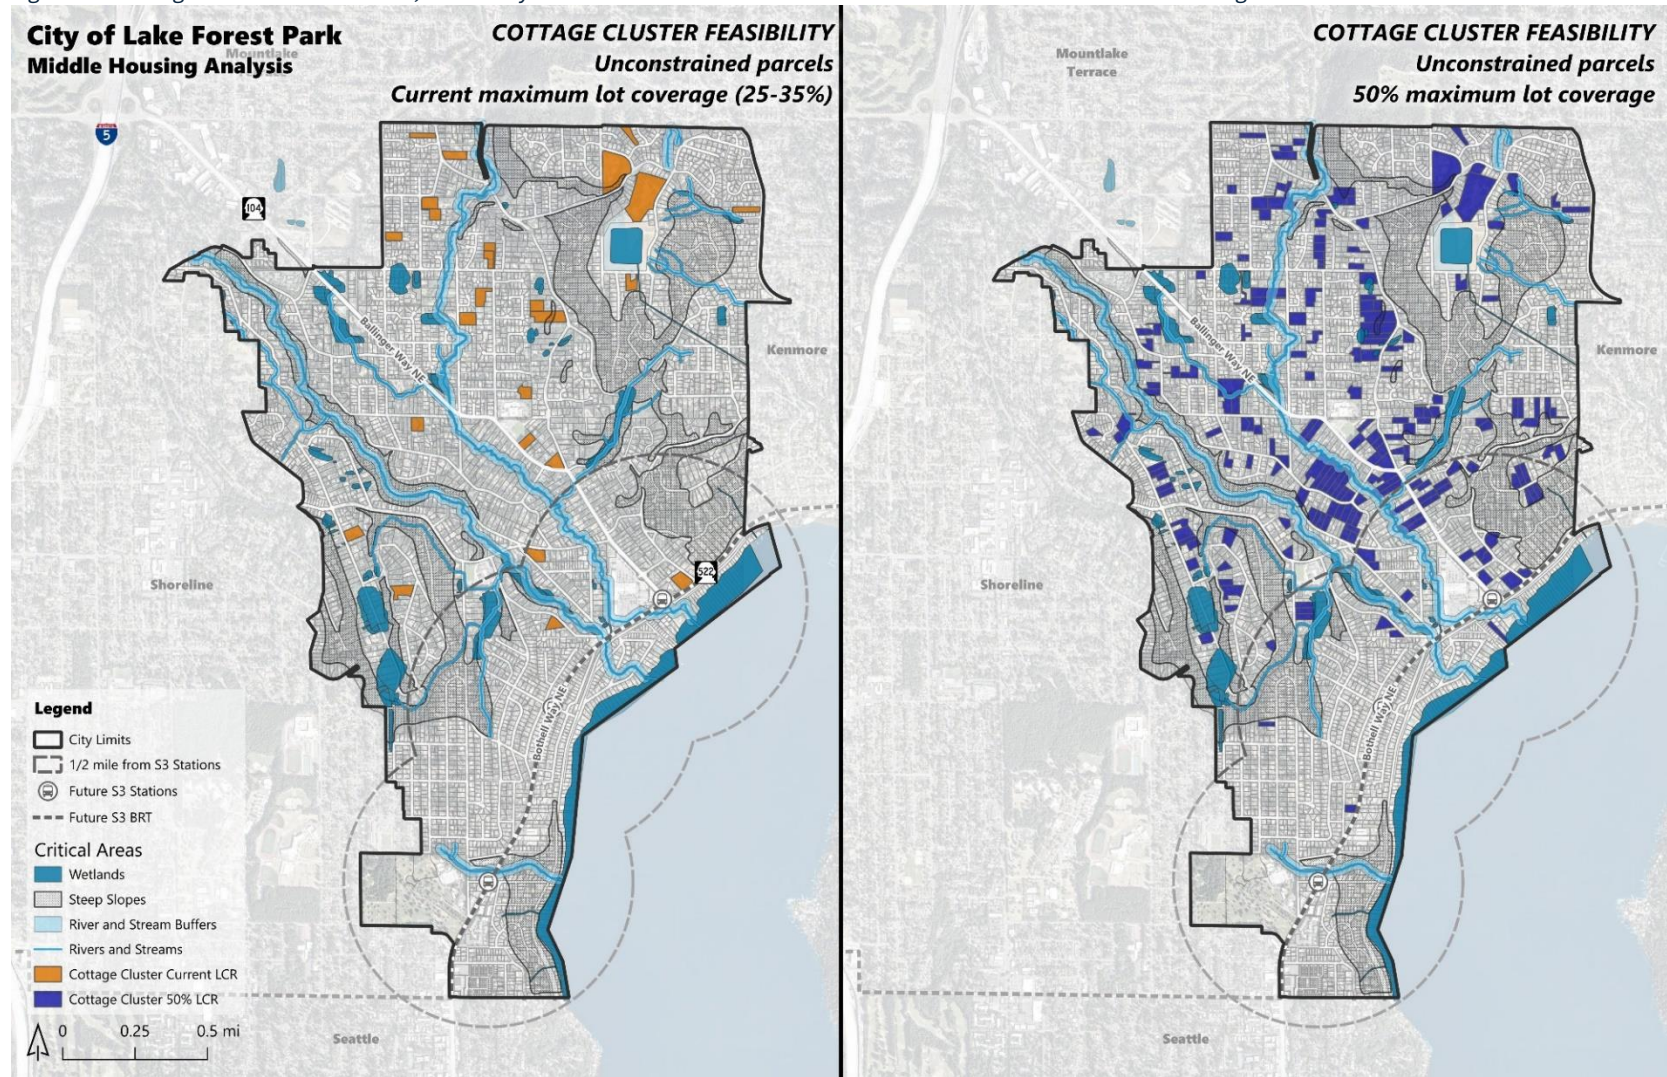 City of Lake Forest Park
Middle Housing Analysis
COTTAGE CLUSTER FEASIBILITY
Unconstrained parcels
Current maximum lot coverage (25-35%)
Mountlake
Terrace
5
104
Ballinger Way NE
Kenmore
Shoreline
522
Bothell Way NE
Seattle
Legend
City Limits
1/2 mile from S3 Stations
Future S3 Stations
Future S3 BRT
Critical Areas
Wetlands
Steep Slopes
River and Stream Buffers
Rivers and Streams
Cottage Cluster Current LCR
Cottage Cluster 50% LCR
0 0.25 0.5 mi
COTTAGE CLUSTER FEASIBILITY
Unconstrained parcels
50% maximum lot coverage
Mountlake
Terrace
Ballinger Way NE
Kenmore
Shoreline
Bothell Way NE
Seattle